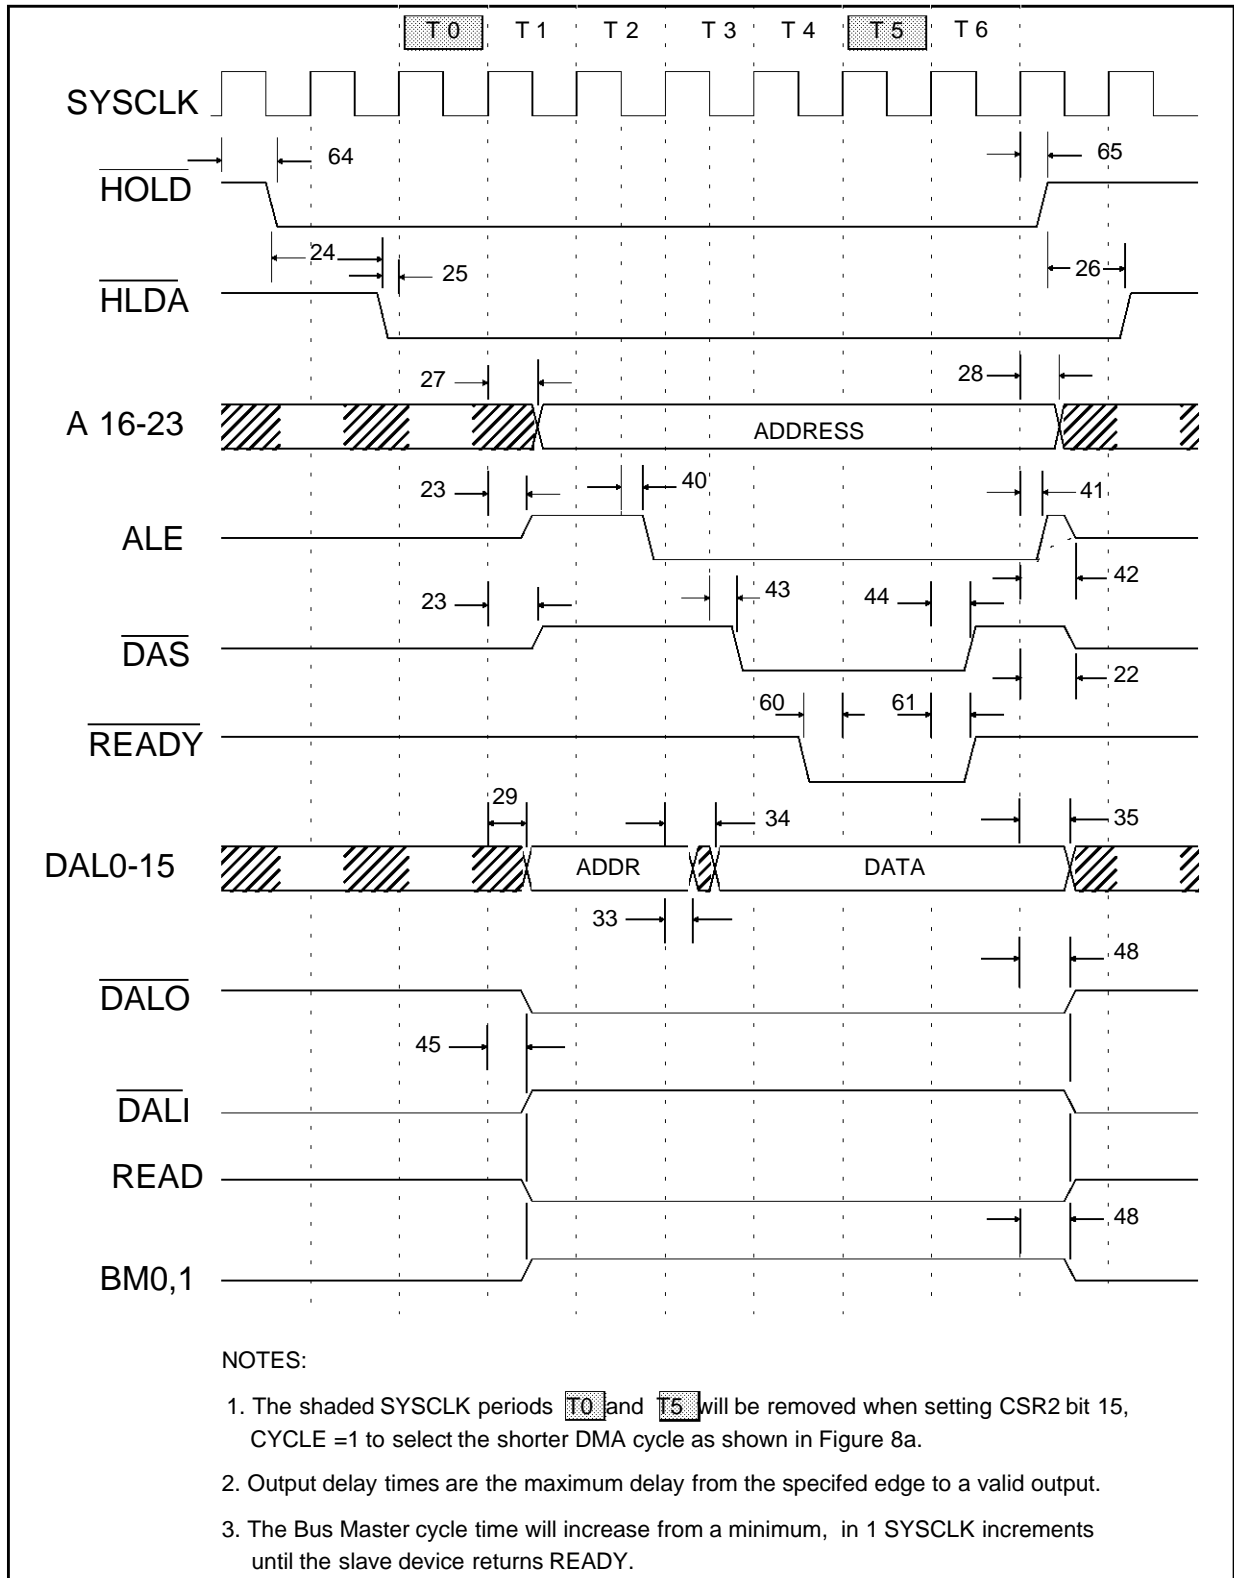 T 0 T 1 T 2 T 3 T 4 T 5 T 6
SYSCLK
64 65
HOLD
24 25 26
HLDA
27 28
A 16-23 ADDRESS
23 40 41
ALE
42
23 43 44
DAS
22
60 61
READY
29 34 35
DAL0-15 ADDR DATA
33
48
DALO
45
DALI
READ
48
BM0,1
NOTES:
1. The shaded SYSCLK periods T0 and T5 will be removed when setting CSR2 bit 15,
CYCLE =1 to select the shorter DMA cycle as shown in Figure 8a.
2. Output delay times are the maximum delay from the specifed edge to a valid output.
3. The Bus Master cycle time will increase from a minimum, in 1 SYSCLK increments
until the slave device returns READY.